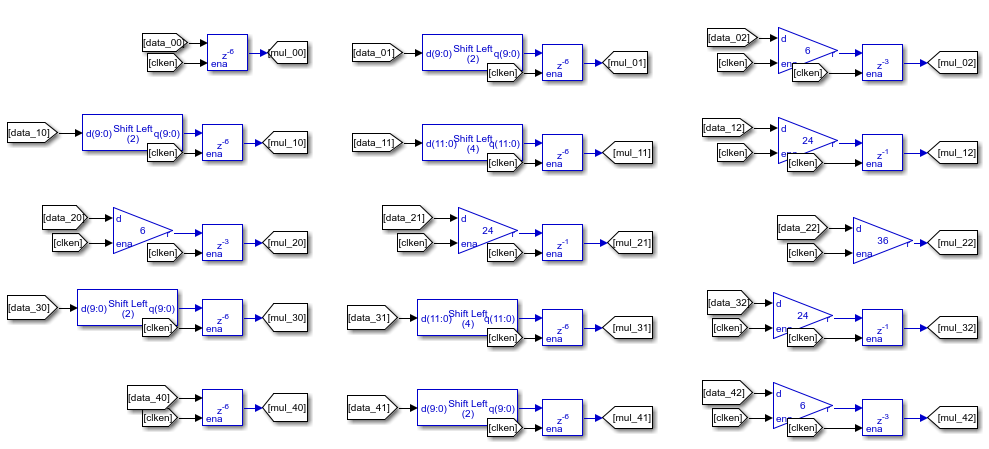 [data_00]
[clken]
z-6
ena
[mul_00]
[data_01]
d(9:0) Shift Left q(9:0)
(2)
[clken]
z-6
ena
[mul_01]
[data_02]
[clken]
d
ena
6
r
[clken]
z-3
ena
[mul_02]
[data_10]
d(9:0) Shift Left q(9:0)
(2)
[clken]
z-6
ena
[mul_10]
[data_11]
d(11:0) Shift Left q(11:0)
(4)
[clken]
z-6
ena
[mul_11]
[data_12]
[clken]
d
ena
24
r
[clken]
z-1
ena
[mul_12]
[data_20]
[clken]
d
ena
6
r
[clken]
z-3
ena
[mul_20]
[data_21]
[clken]
d
ena
24
r
[clken]
z-1
ena
[mul_21]
[data_22]
[clken]
d
ena
36
r
[mul_22]
[data_30]
d(9:0) Shift Left q(9:0)
(2)
[clken]
z-6
ena
[mul_30]
[data_31]
d(11:0) Shift Left q(11:0)
(4)
[clken]
z-6
ena
[mul_31]
[data_32]
[clken]
d
ena
24
r
[clken]
z-1
ena
[mul_32]
[data_40]
[clken]
z-6
ena
[mul_40]
[data_41]
d(9:0) Shift Left q(9:0)
(2)
[clken]
z-6
ena
[mul_41]
[data_42]
[clken]
d
ena
6
r
[clken]
z-3
ena
[mul_42]